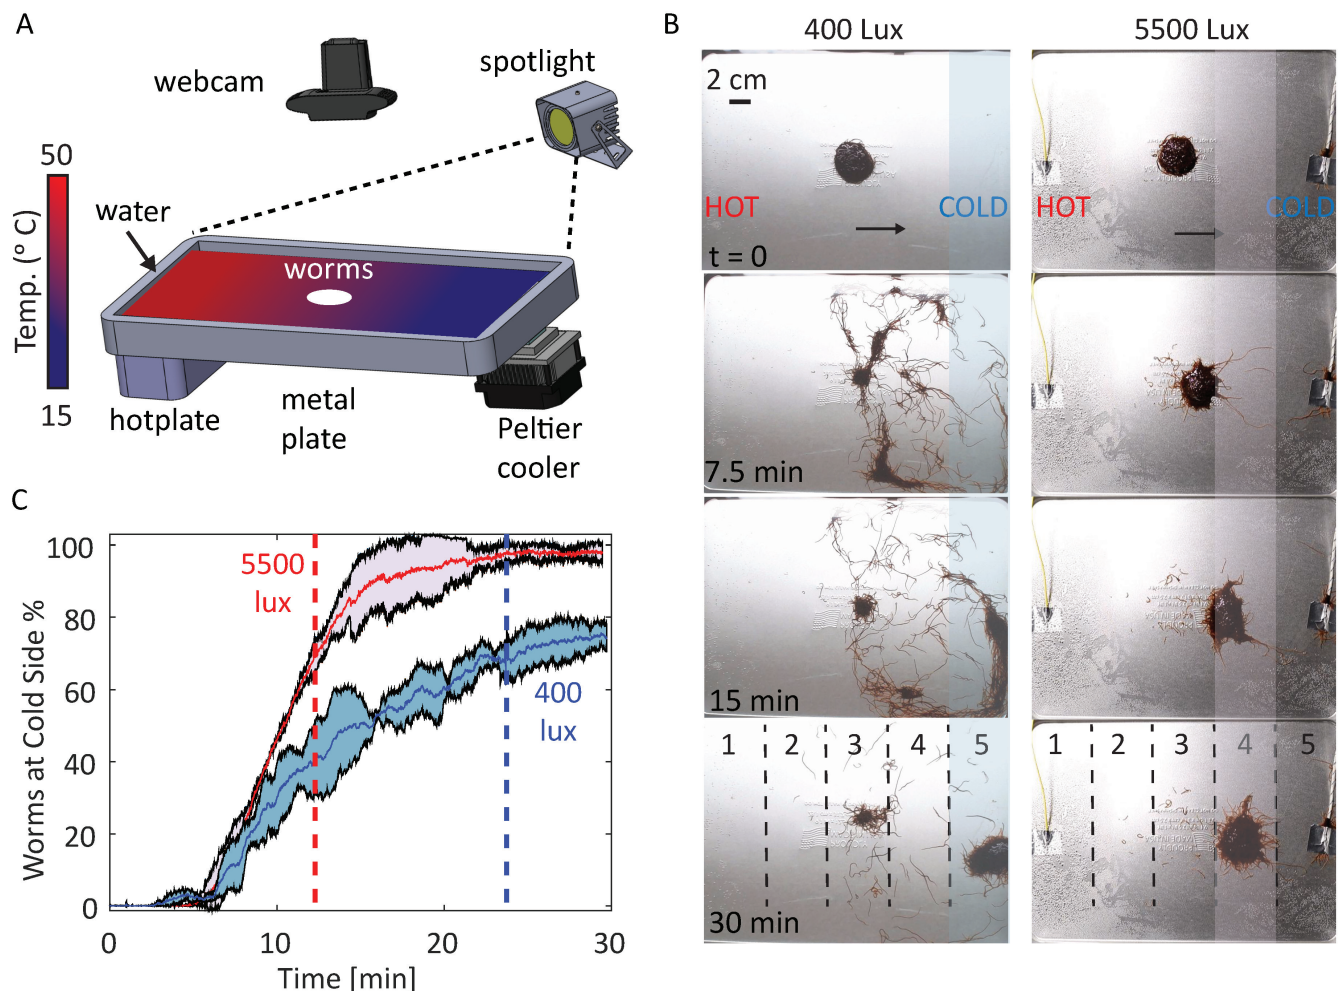 A
webcam
spotlight
50
Temp. (º C)
15
water
worms
hotplate
metal
plate
Peltier
cooler
B
400 Lux
5500 Lux
2 cm
HOT
COLD
t = 0
HOT
COLD
7.5 min
15 min
1 2 3 4 5
30 min
1 2 3 4 5
C
Worms at Cold Side %
100
80
60
40
20
0
5500
lux
400
lux
0 10 20 30
Time [min]